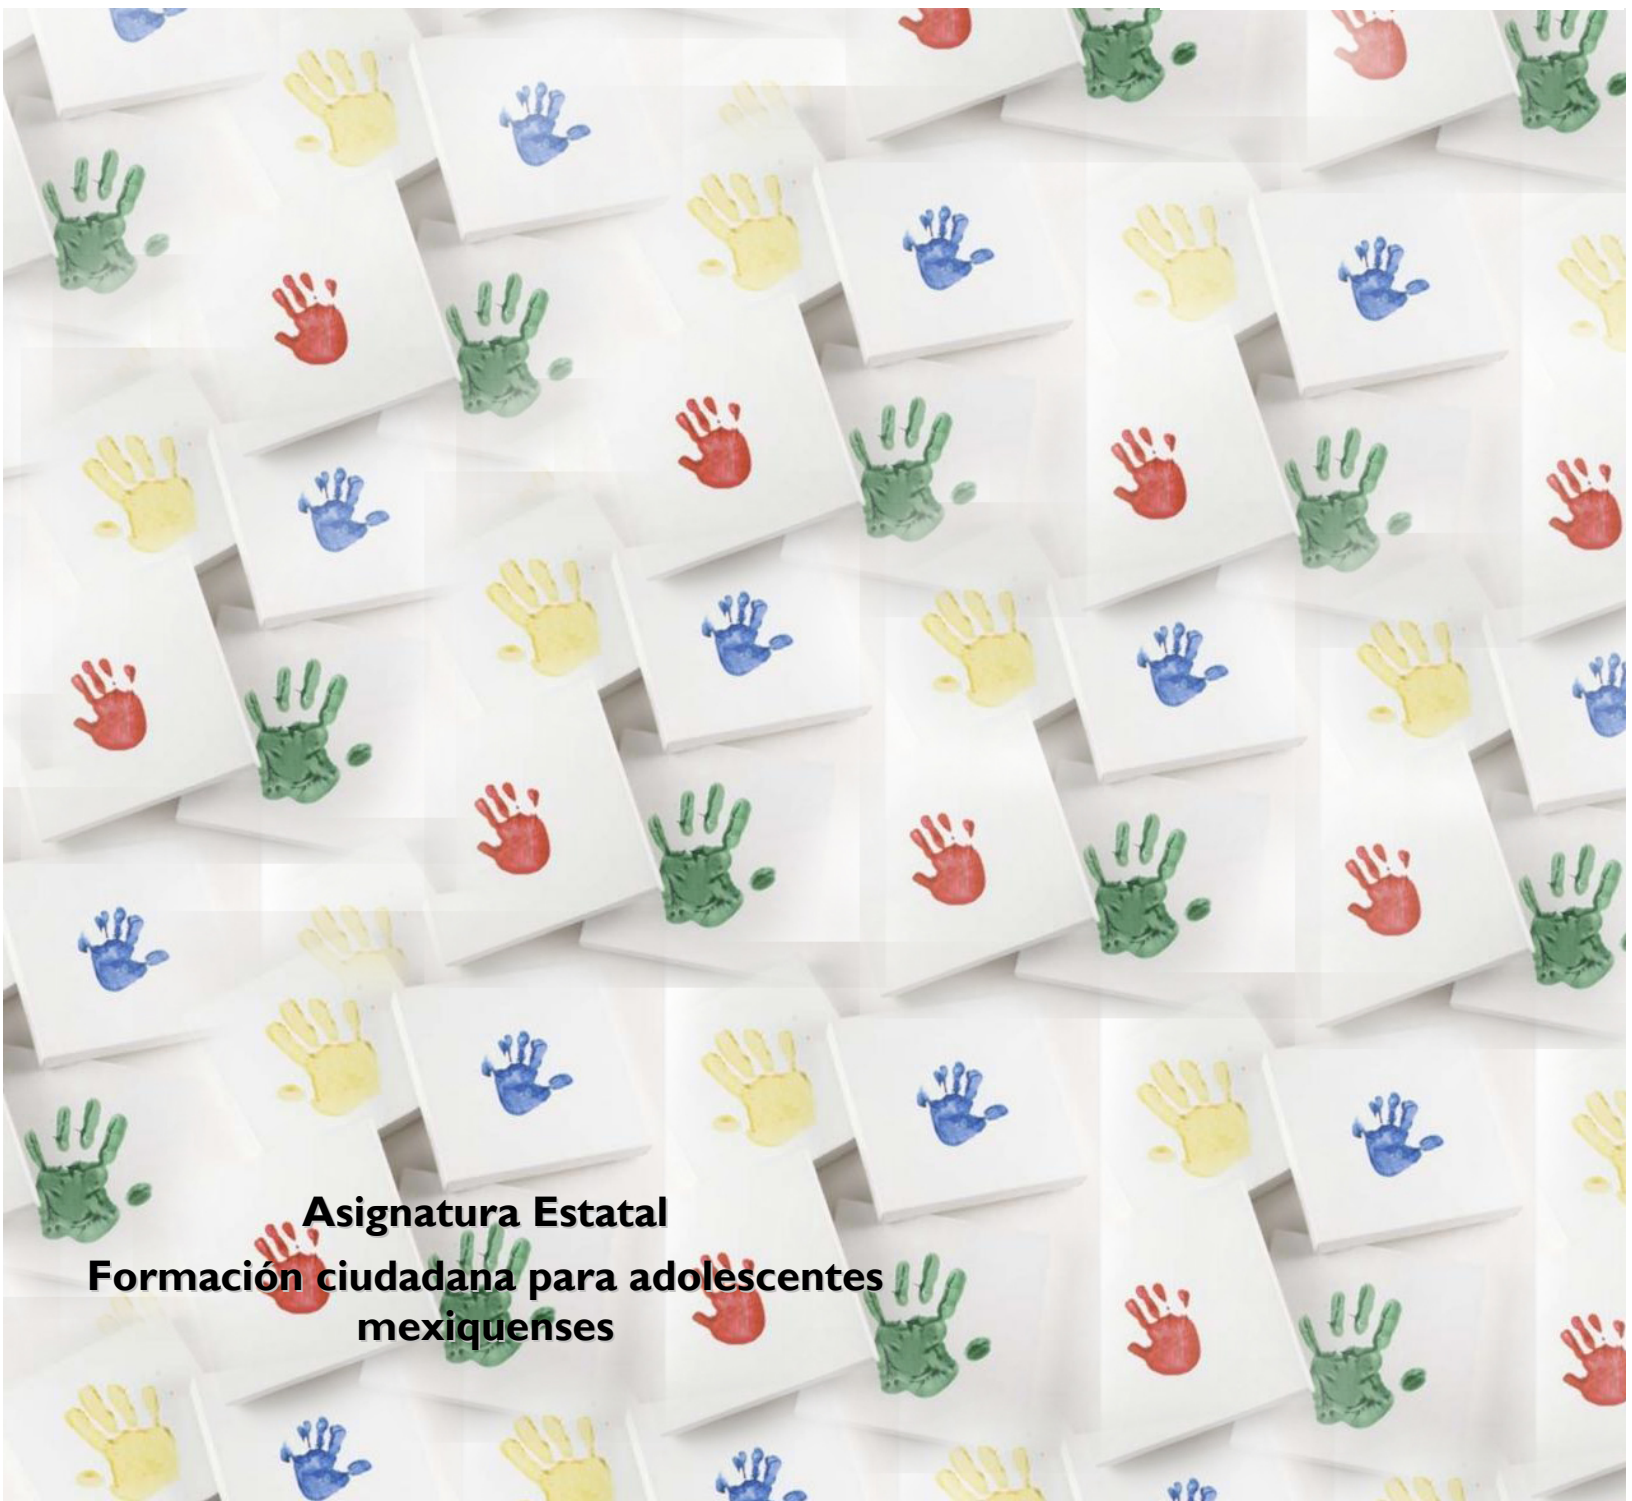 Asignatura Estatal
Formación ciudadana para adolescentes
mexiquenses